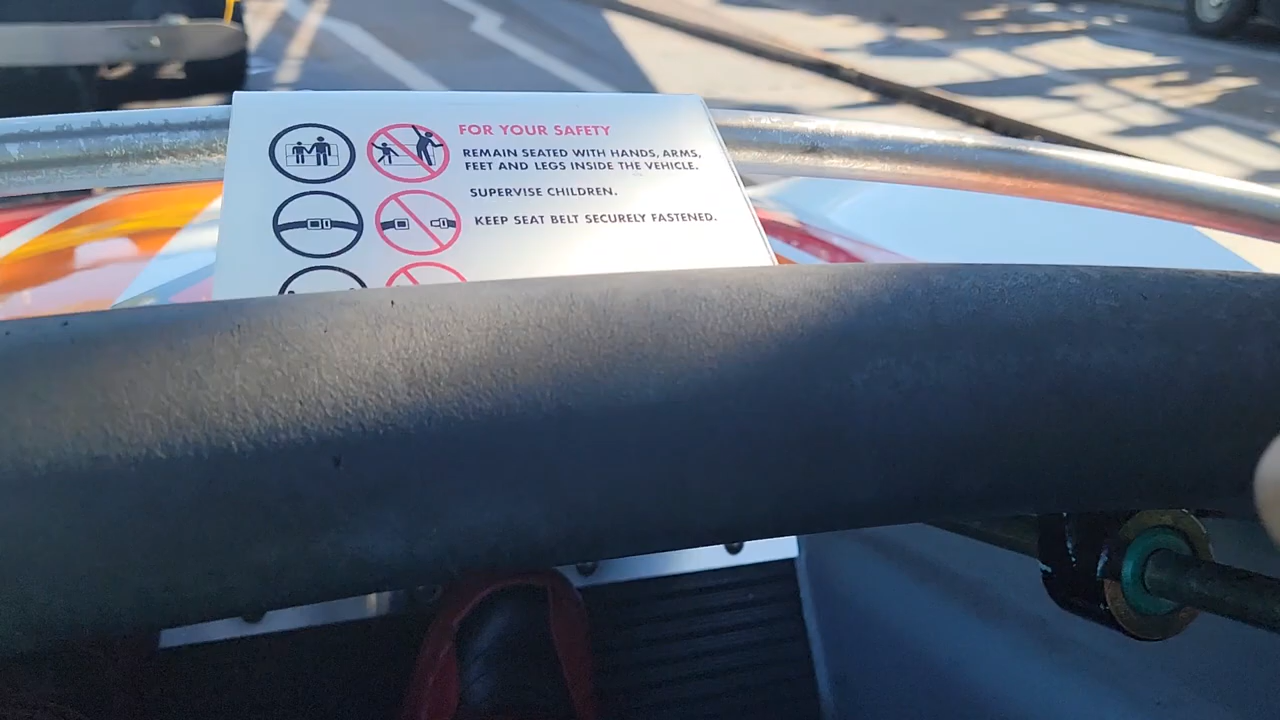 FOR YOUR SAFETY
REMAIN SEATED WITH HANDS, ARMS,
FEET AND LEGS INSIDE THE VEHICLE.
SUPERVISE CHILDREN.
KEEP SEAT BELT SECURELY FASTENED.